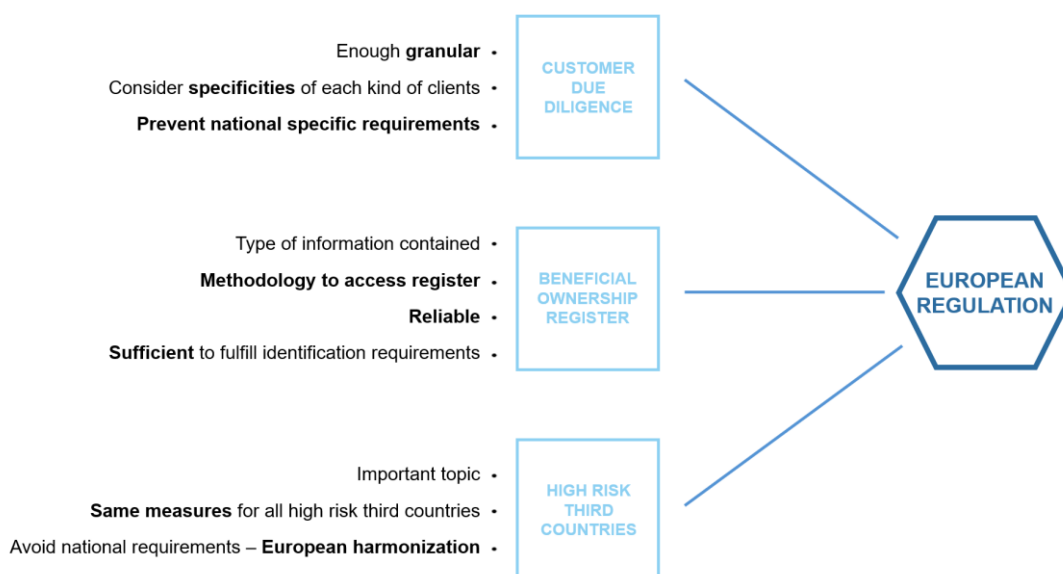 Enough granular •
Consider specificities of each kind of clients •
Prevent national specific requirements •
CUSTOMER
DUE
DILIGENCE
Type of information contained •
Methodology to access register •
Reliable •
Sufficient to fulfill identification requirements •
BENEFICIAL
OWNERSHIP
REGISTER
Important topic •
Same measures for all high risk third countries •
Avoid national requirements – European harmonization •
HIGH RISK
THIRD
COUNTRIES
EUROPEAN
REGULATION